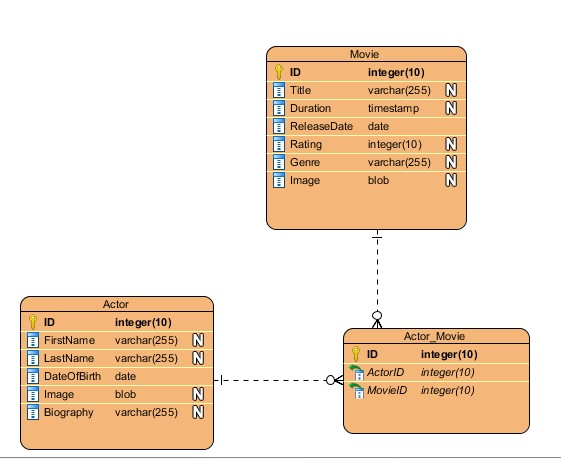 Movie
ID integer(10)
Title varchar(255) N
Duration timestamp N
ReleaseDate date
Rating integer(10) N
Genre varchar(255) N
Image blob N
Actor
ID integer(10)
FirstName varchar(255) N
LastName varchar(255) N
DateOfBirth date
Image blob N
Biography varchar(255) N
Actor_Movie
ID integer(10)
ActorID integer(10)
MovieID integer(10)